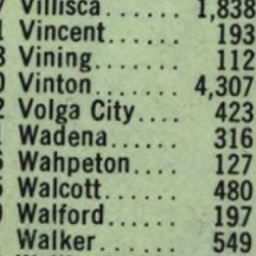 Villisca...... 1,838
Vincent...... 193
Vining....... 112
Vinton....... 4,307
Volga City.... 423
Wadena...... 316
Wahpeton.... 127
Walcott...... 480
Walford...... 197
Walker...... 549